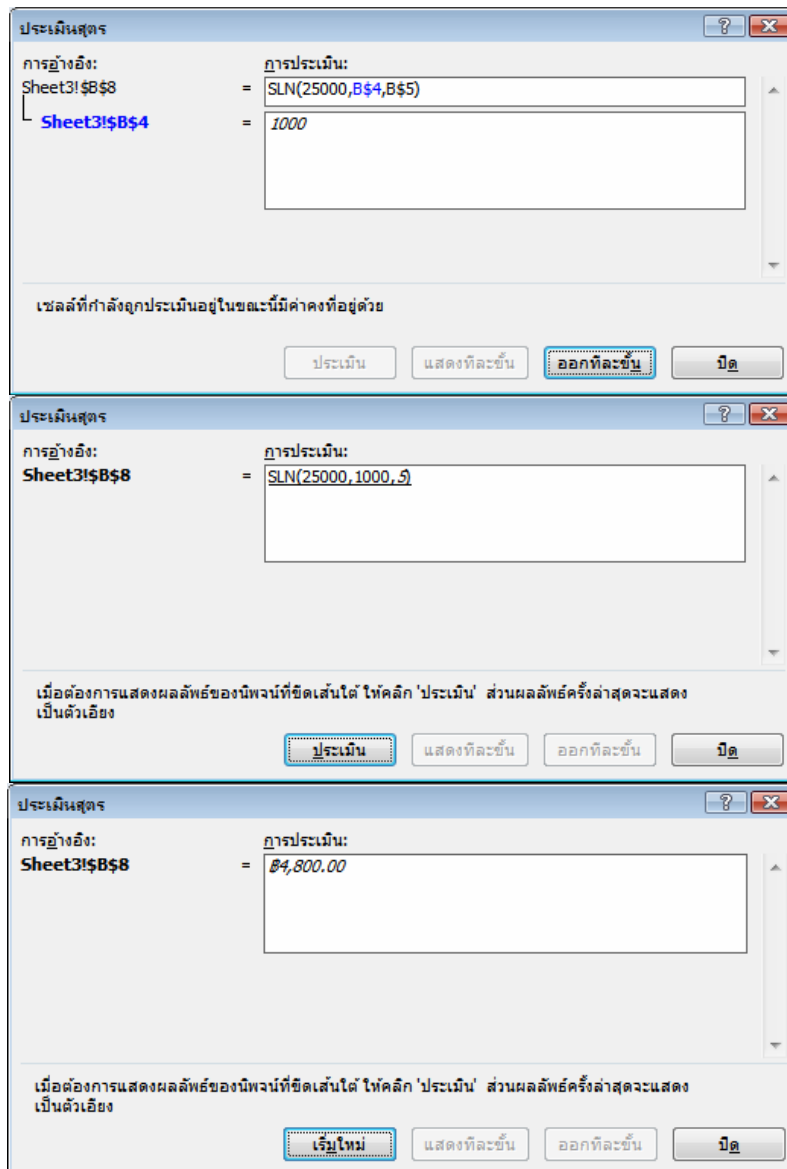 ประเมินสูตร
การอ้างอิง: การประเมิน:
Sheet3!$B$8 = SLN(25000,B$4,B$5)
Sheet3!$B$4 = 1000
เซลล์ที่กำลังถูกประเมินอยู่ในขณะนี้มีค่าคงที่อยู่ด้วย
ประเมิน แสดงทีละขั้น ออกทีละขั้น ปิด
ประเมินสูตร
การอ้างอิง: การประเมิน:
Sheet3!$B$8 = SLN(25000,1000,5)
เมื่อต้องการแสดงผลลัพธ์ของนิพจน์ที่ขีดเส้นใต้ ให้คลิก 'ประเมิน' ส่วนผลลัพธ์ครั้งล่าสุดจะแสดง
เป็นตัวเอียง
ประเมิน แสดงทีละขั้น ออกทีละขั้น ปิด
ประเมินสูตร
การอ้างอิง: การประเมิน:
Sheet3!$B$8 = ฿4,800.00
เมื่อต้องการแสดงผลลัพธ์ของนิพจน์ที่ขีดเส้นใต้ ให้คลิก 'ประเมิน' ส่วนผลลัพธ์ครั้งล่าสุดจะแสดง
เป็นตัวเอียง
เริ่มใหม่ แสดงทีละขั้น ออกทีละขั้น ปิด